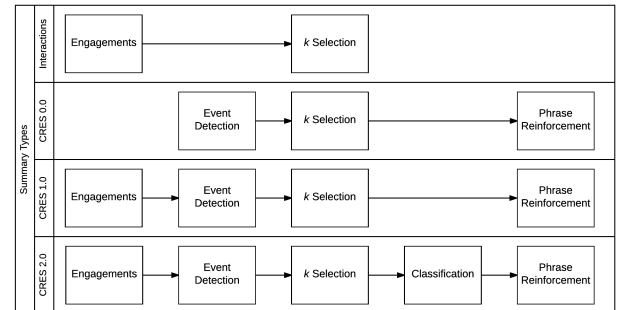 Summary Types
Interactions
Engagements
k Selection
CRES 0.0
Event
Detection
k Selection
Phrase
Reinforcement
CRES 1.0
Engagements
Event
Detection
k Selection
Phrase
Reinforcement
CRES 2.0
Engagements
Event
Detection
k Selection
Classification
Phrase
Reinforcement